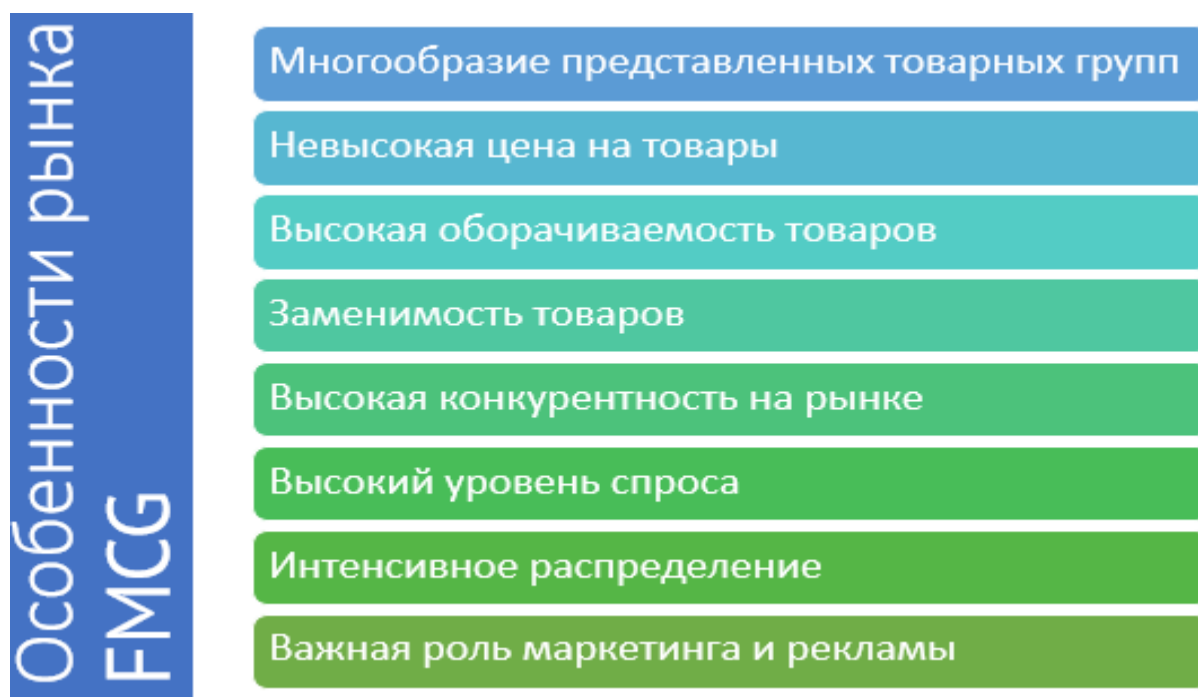 Особенности рынка
FMCG
Многообразие представленных товарных групп
Невысокая цена на товары
Высокая оборачиваемость товаров
Заменимость товаров
Высокая конкурентность на рынке
Высокий уровень спроса
Интенсивное распределение
Важная роль маркетинга и рекламы